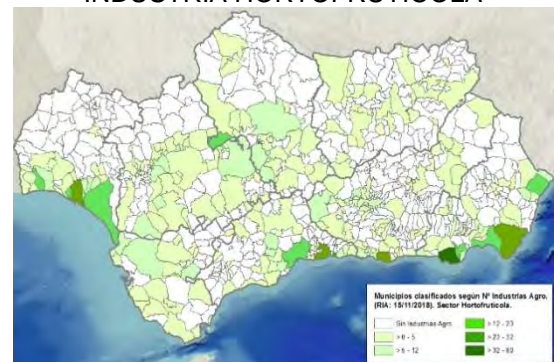 INDUSTRIA HORTOFRUTÍCOLA
Municipios clasificados según Nº Industrias Agro.
(RIA: 15/11/2018). Sector Hortofrutícola.
Sin Industrias Agro
> 0 - 5
> 5 - 12
> 12 - 23
> 23 - 32
> 32 - 60